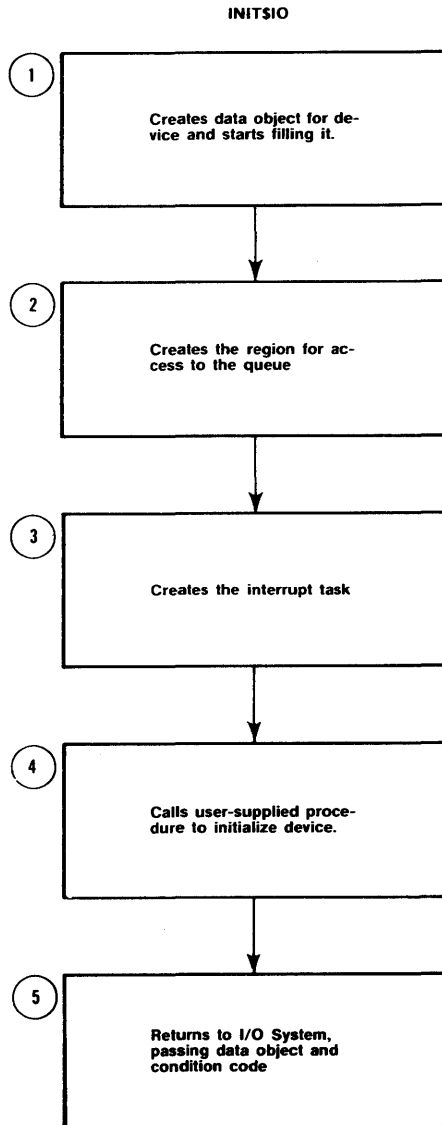 INIT$IO
1
Creates data object for de-
vice and starts filling it.
2
Creates the region for ac-
cess to the queue
3
Creates the interrupt task
4
Calls user-supplied proce-
dure to initialize device.
5
Returns to I/O System,
passing data object and
condition code